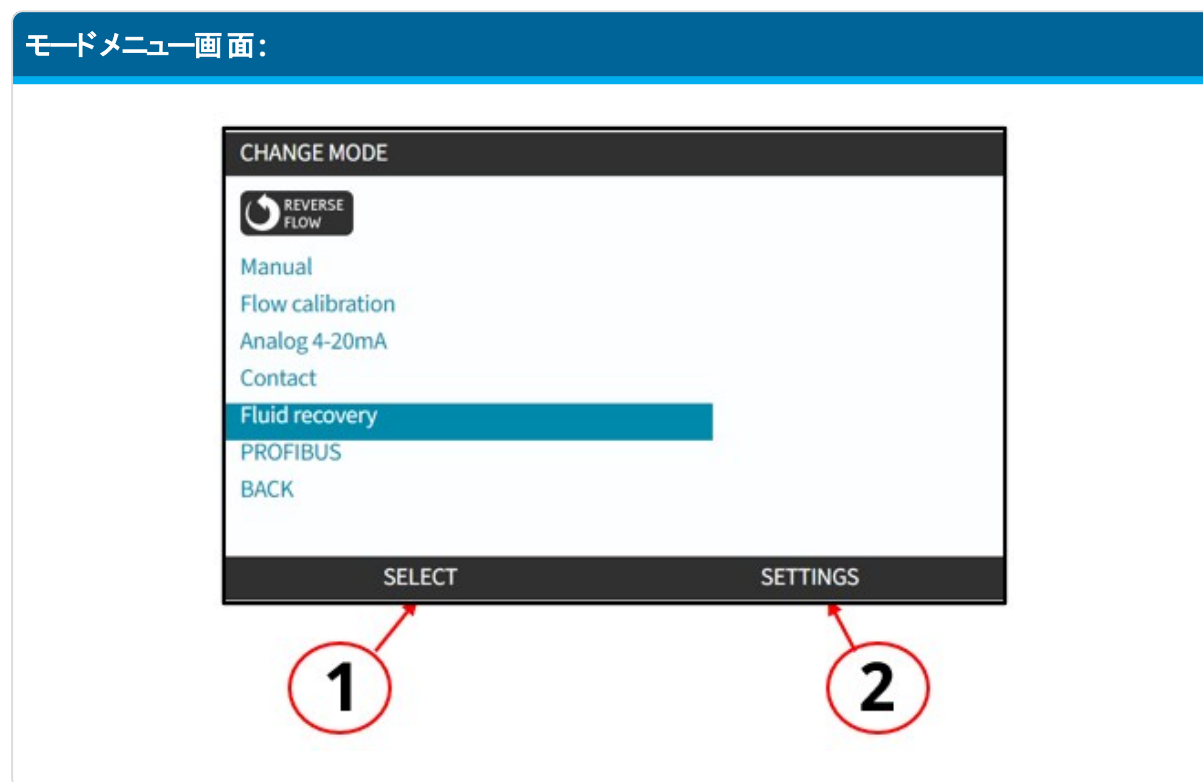 モードメニュー画面:
CHANGE MODE
REVERSE
FLOW
Manual
Flow calibration
Analog 4-20mA
Contact
Fluid recovery
PROFIBUS
BACK
SELECT SETTINGS
1 2